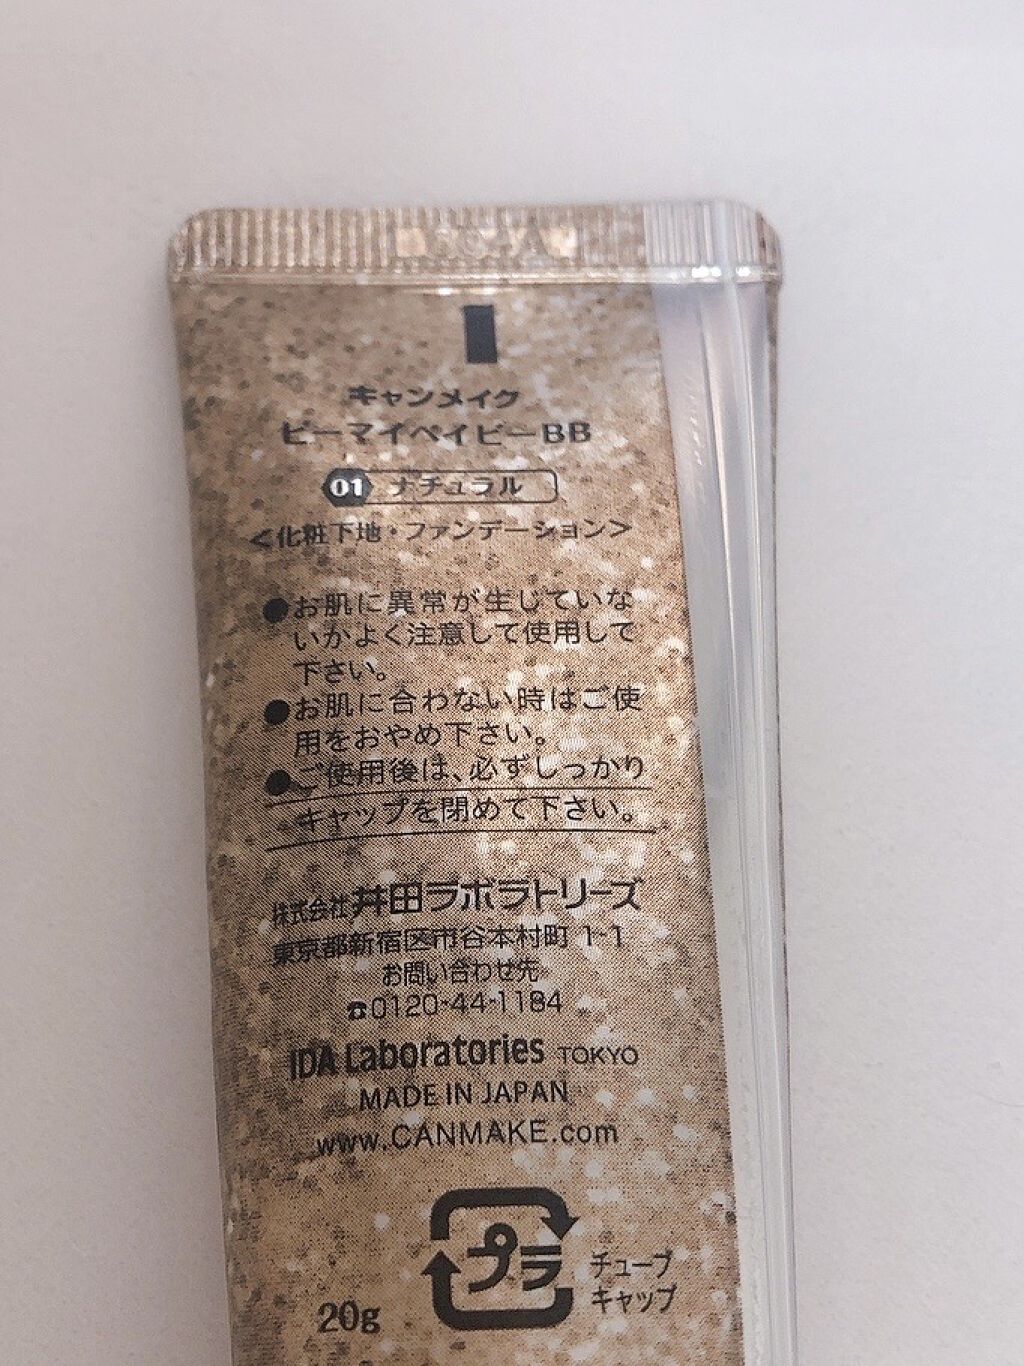 キャンメイク
ビーマイベイビーBB
01 ナチュラル
<化粧下地・ファンデーション>
●お肌に異常が生じていな
いかよく注意して使用して
下さい。
●お肌に合わない時はご使
用をおやめ下さい。
●ご使用後は、必ずしっかり
キャップを閉めて下さい。
株式会社井田ラボラトリーズ
東京都新宿区市谷本村町 1-1
お問い合わせ先
☎0120-44-1184
IDA Laboratories TOKYO
MADE IN JAPAN
www.CANMAKE.com
プラ
チューブ
キャップ
20g